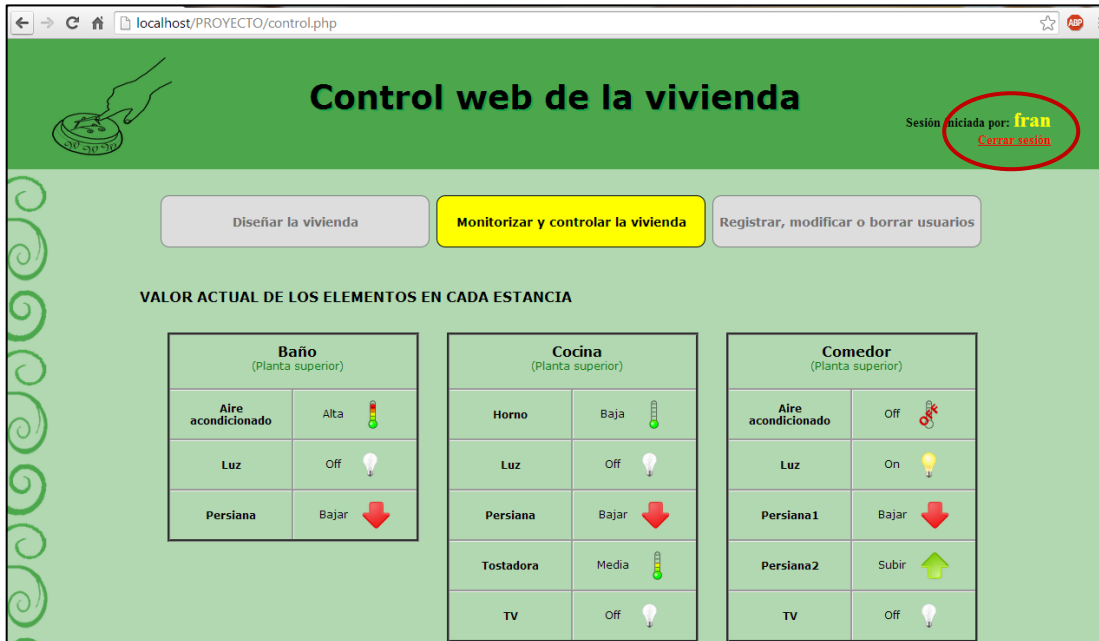 localhost/PROYECTO/control.php
ABP
Control web de la vivienda
Sesión iniciada por: fran
Cerrar sesión
Diseñar la vivienda
Monitorizar y controlar la vivienda
Registrar, modificar o borrar usuarios
VALOR ACTUAL DE LOS ELEMENTOS EN CADA ESTANCIA
Baño
(Planta superior)
Aire
acondicionado
Alta
Luz
Off
Persiana
Bajar
Cocina
(Planta superior)
Horno
Baja
Luz
Off
Persiana
Bajar
Tostadora
Media
TV
Off
Comedor
(Planta superior)
Aire
acondicionado
Off
OFF
Luz
On
Persiana1
Bajar
Persiana2
Subir
TV
Off